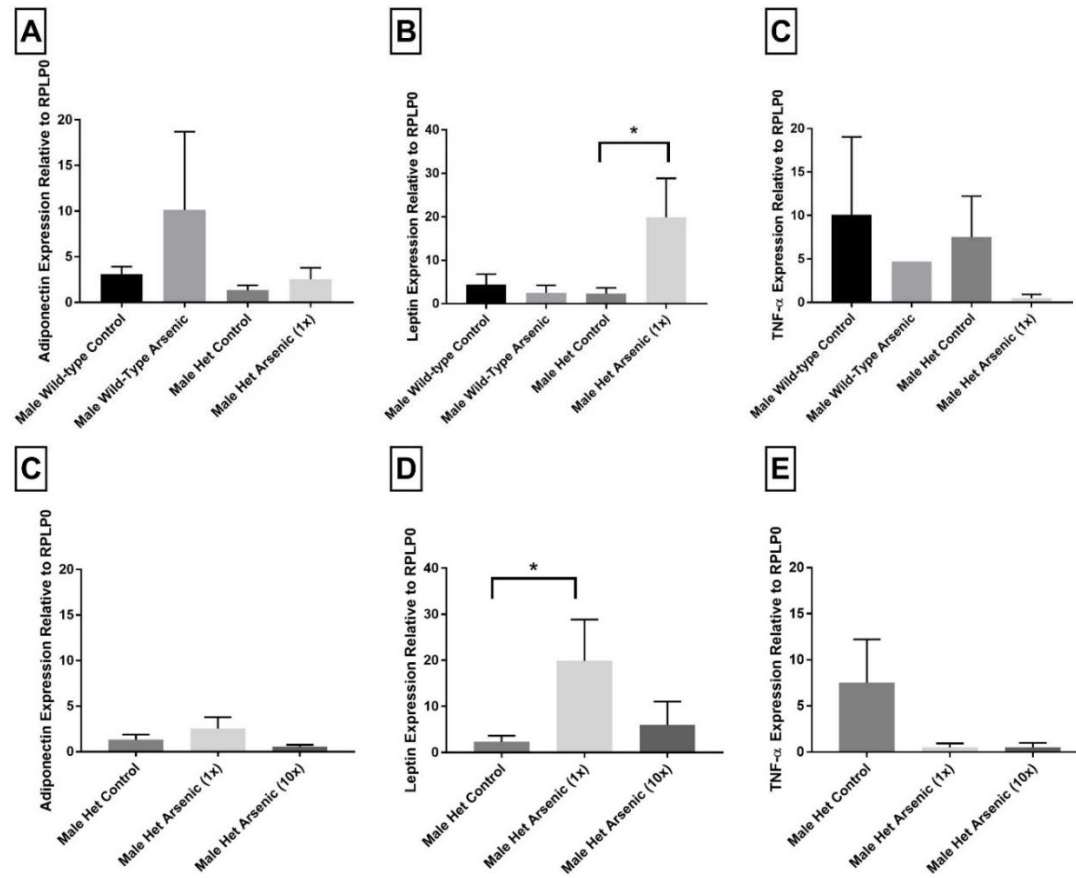 A
Adiponectin Expression Relative to RPLP0
20
15
10
5
0
Male Wild-type Control
Male Wild-Type Arsenic
Male Het Control
Male Het Arsenic (1x)
B
Leptin Expression Relative to RPLP0
40
30
20
10
0
*
Male Wild-type Control
Male Wild-Type Arsenic
Male Het Control
Male Het Arsenic (1x)
C
TNF-α Expression Relative to RPLP0
20
15
10
5
0
Male Wild-type Control
Male Wild-Type Arsenic
Male Het Control
Male Het Arsenic (1x)
C
Adiponectin Expression Relative to RPLP0
20
15
10
5
0
Male Het Control
Male Het Arsenic (1x)
Male Het Arsenic (10x)
D
Leptin Expression Relative to RPLP0
40
30
20
10
0
*
Male Het Control
Male Het Arsenic (1x)
Male Het Arsenic (10x)
E
TNF-α Expression Relative to RPLP0
20
15
10
5
0
Male Het Control
Male Het Arsenic (1x)
Male Het Arsenic (10x)